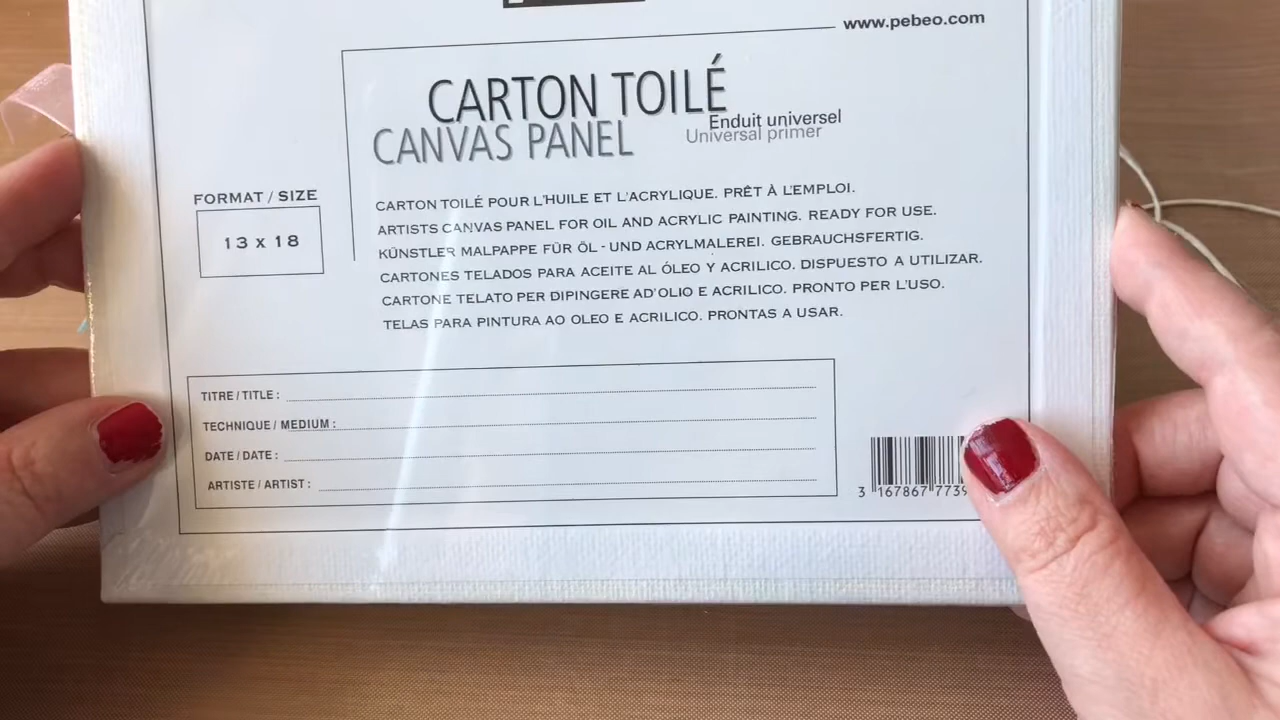 www.pebeo.com
CARTON TOILÉ
Enduit universel
CANVAS PANEL
Universal primer
FORMAT / SIZE
13 x 18
CARTON TOILÉ POUR L'HUILE ET L'ACRYLIQUE. PRÊT À L'EMPLOI.
ARTISTS CANVAS PANEL FOR OIL AND ACRYLIC PAINTING. READY FOR USE.
KÜNSTLER MALPAPPE FÜR ÖL - UND ACRYLMALEREI. GEBRAUCHSFERTIG.
CARTONES TELADOS PARA ACEITE AL ÓLEO Y ACRILICO. DISPUESTO A UTILIZAR.
CARTONE TELATO PER DIPINGERE AD'OLIO E ACRILICO. PRONTO PER L'USO.
TELAS PARA PINTURA AO OLEO E ACRILICO. PRONTAS A USAR.
TITRE / TITLE :
TECHNIQUE / MEDIUM :
DATE / DATE :
ARTISTE / ARTIST :
3 167867 7739